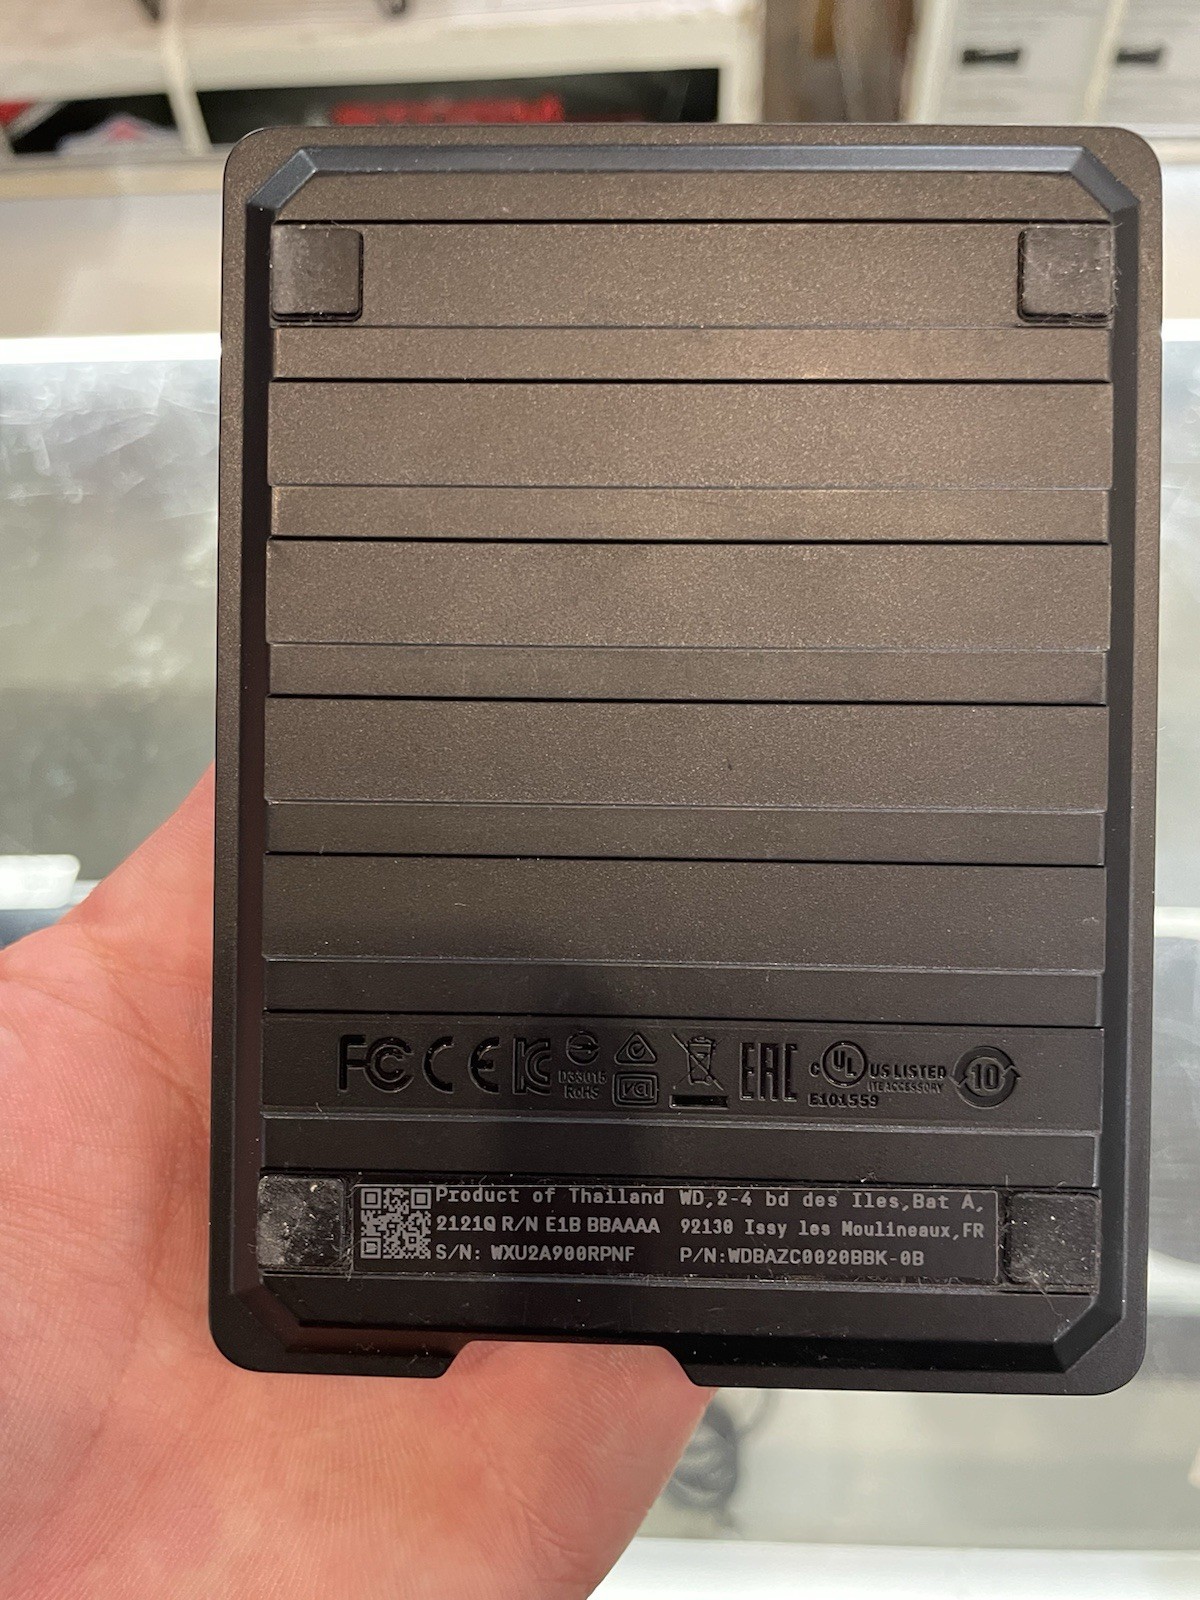 FC CE
D33015
RoHS
EAC
c UL US LISTED
ITE ACCESSORY
E101559
10
Product of Thailand WD,2-4 bd des Iles,Bat A,
2121Q R/N E1B BBAAAA 92130 Issy les Moulineaux,FR
S/N: WXU2A900RPNF P/N:WDBAZC0020BBK-0B